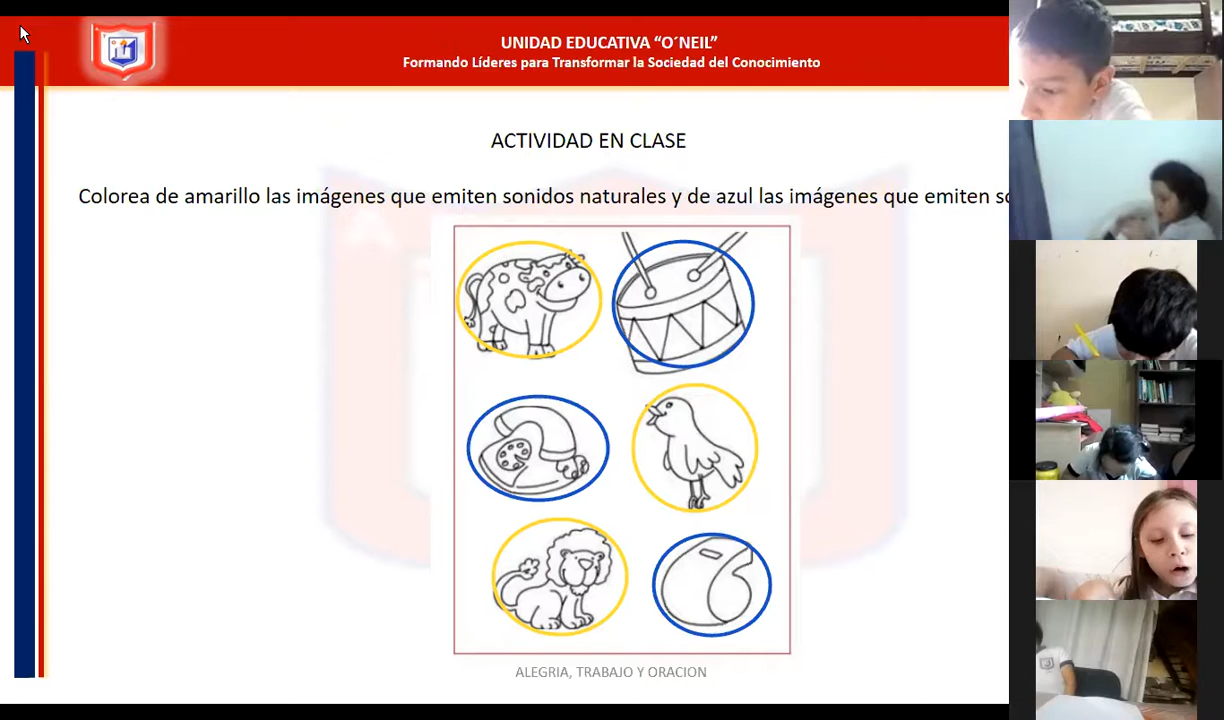 UNIDAD EDUCATIVA “O´NEIL”
Formando Líderes para Transformar la Sociedad del Conocimiento
ACTIVIDAD EN CLASE
Colorea de amarillo las imágenes que emiten sonidos naturales y de azul las imágenes que emiten
ALEGRIA, TRABAJO Y ORACION